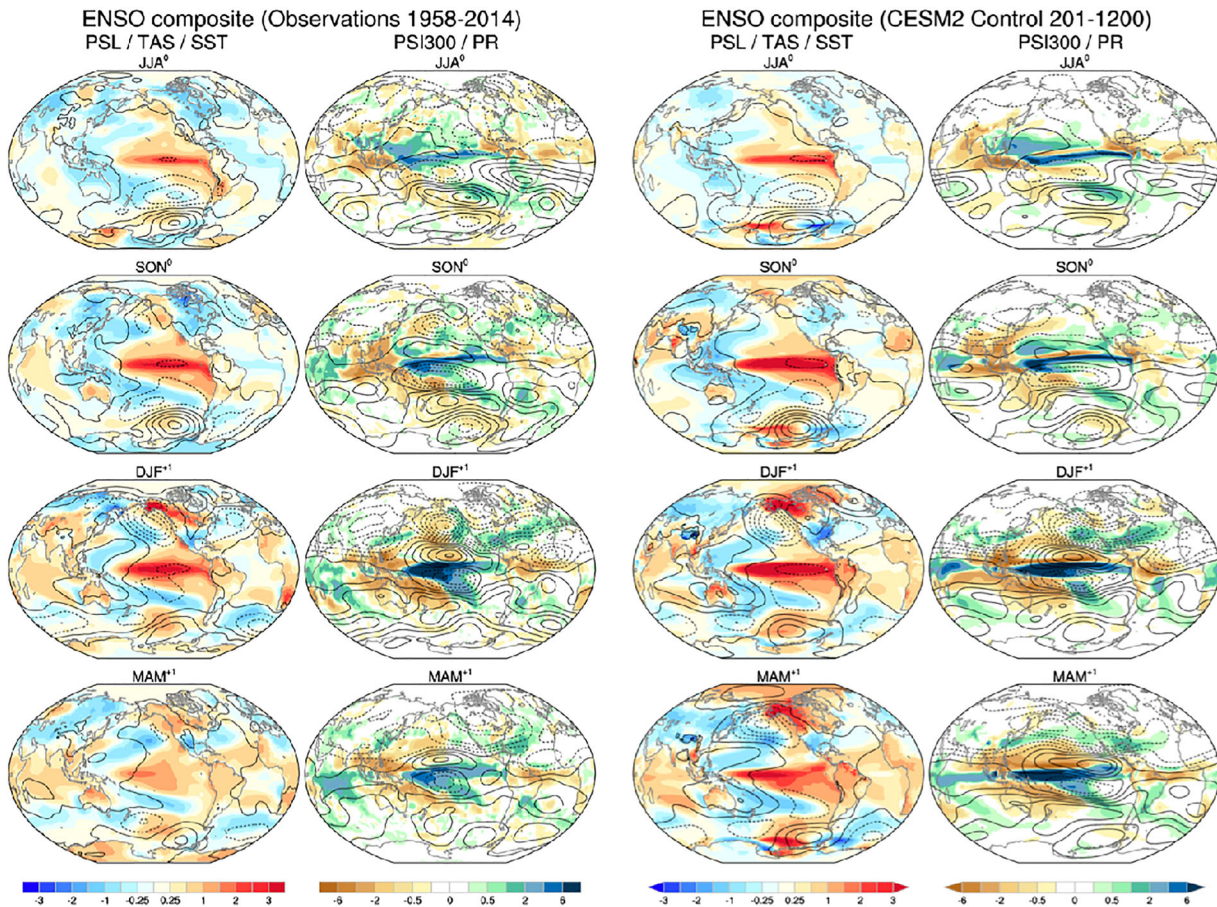 ENSO composite (Observations 1958-2014)
ENSO composite (CESM2 Control 201-1200)
PSL / TAS / SST
PSI300 / PR
PSL / TAS / SST
PSI300 / PR
JJA⁰
JJA⁰
JJA⁰
JJA⁰
SON⁰
SON⁰
SON⁰
SON⁰
DJF⁺¹
DJF⁺¹
DJF⁺¹
DJF⁺¹
MAM⁺¹
MAM⁺¹
MAM⁺¹
MAM⁺¹
-3 -2 -1 -0.25 0.25 1 2 3
-6 -2 -0.5 0 0.5 2 6
-3 -2 -1 -0.25 0.25 1 2 3
-6 -2 -0.5 0 0.5 2 6